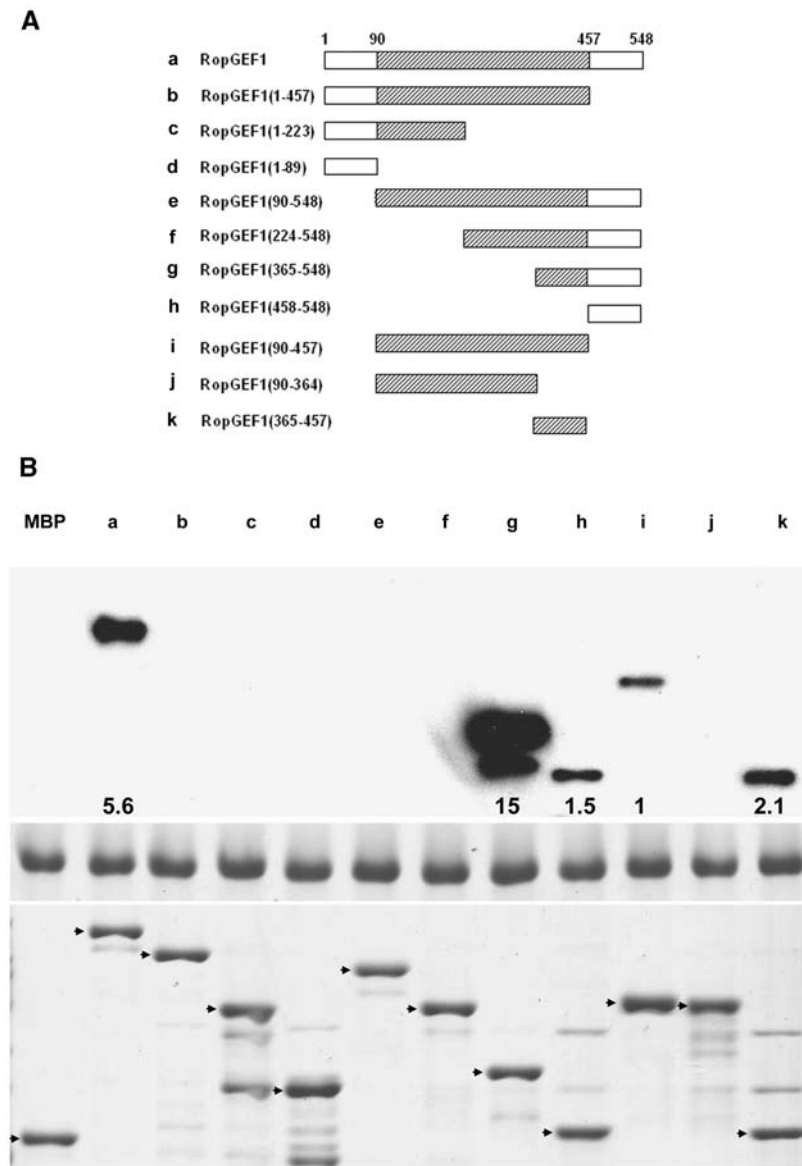 A
1 90 457 548
a RopGEF1
b RopGEF1(1-457)
c RopGEF1(1-223)
d RopGEF1(1-89)
e RopGEF1(90-548)
f RopGEF1(224-548)
g RopGEF1(365-548)
h RopGEF1(458-548)
i RopGEF1(90-457)
j RopGEF1(90-364)
k RopGEF1(365-457)
B
MBP a b c d e f g h i j k
5.6 15 1.5 1 2.1